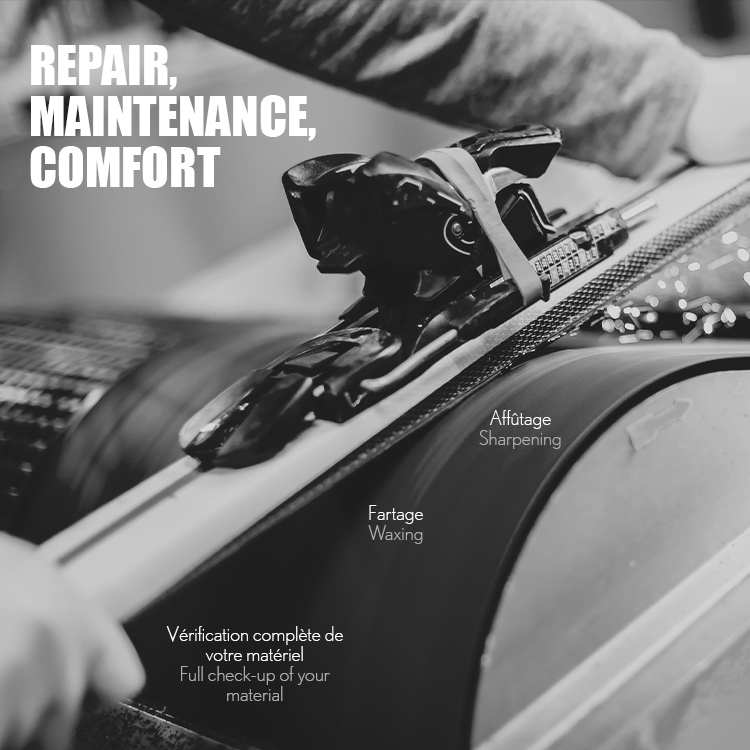 REPAIR,
MAINTENANCE,
COMFORT
Affûtage
Sharpening
Fartage
Waxing
Vérification complète de
votre matériel
Full check-up of your
material